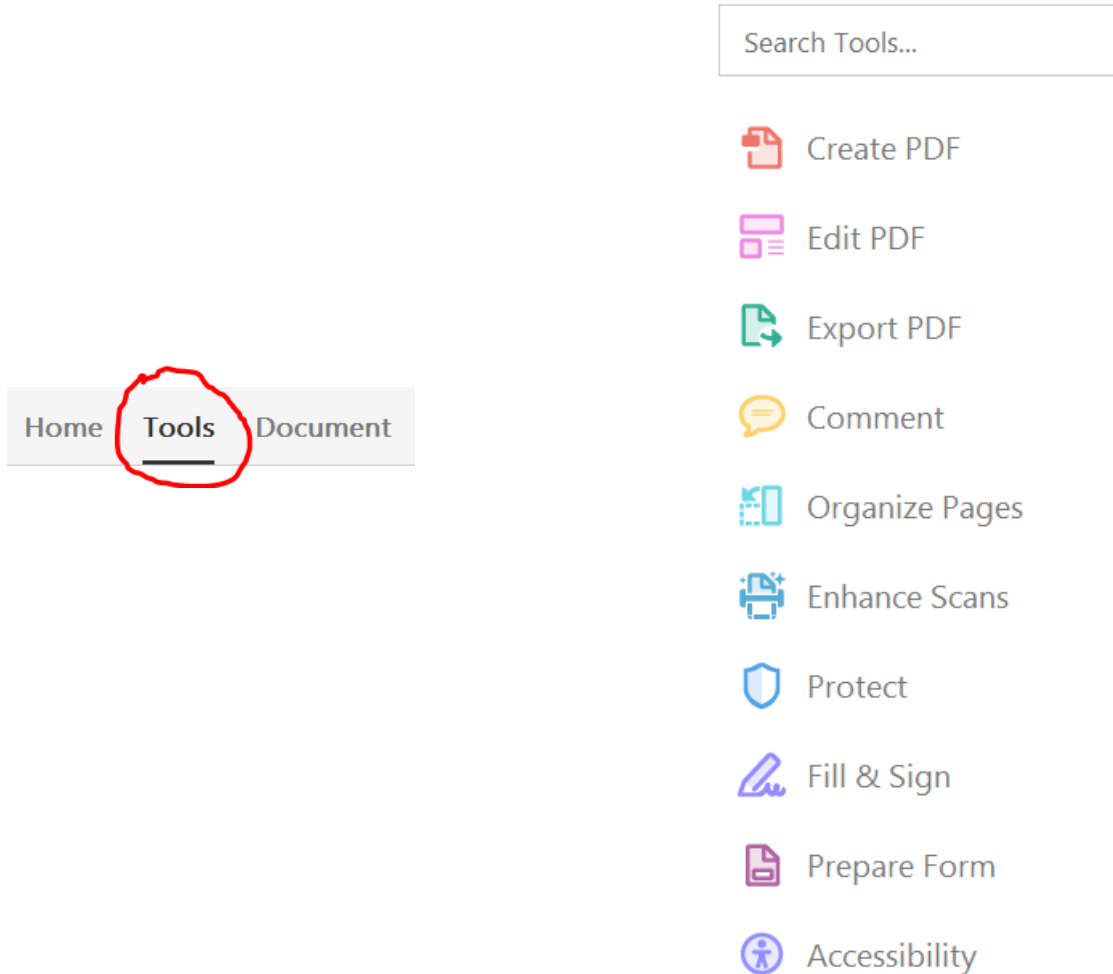 Search Tools...
Create PDF
Edit PDF
Export PDF
Comment
Home Tools Document
Organize Pages
Enhance Scans
Protect
Fill & Sign
Prepare Form
Accessibility